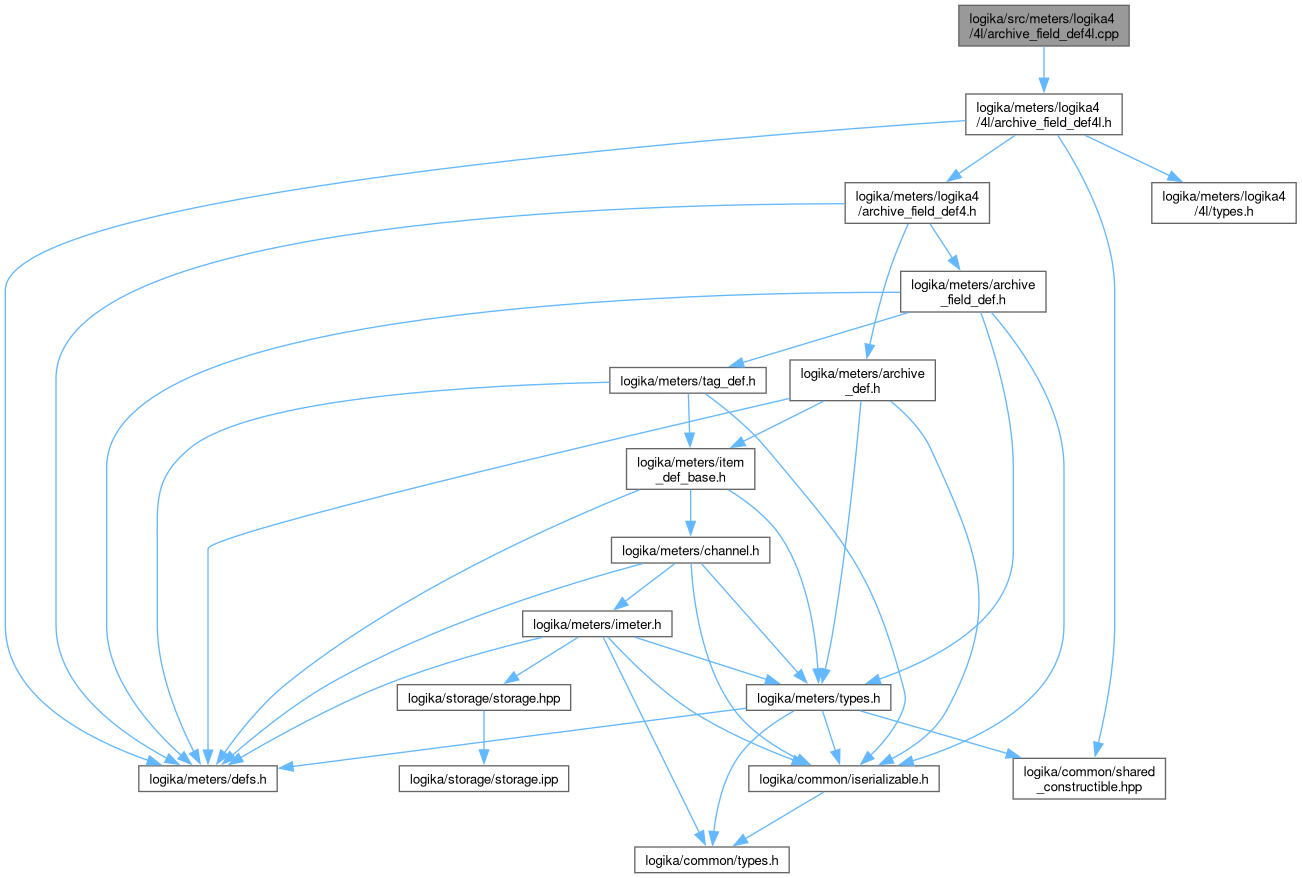 logika/src/meters/logika4
/4l/archive_field_def4l.cpp
logika/meters/logika4
/4l/archive_field_def4l.h
logika/meters/logika4
/archive_field_def4.h
logika/meters/logika4
/4l/types.h
logika/meters/archive
_field_def.h
logika/meters/tag_def.h
logika/meters/archive
_def.h
logika/meters/item
_def_base.h
logika/meters/channel.h
logika/meters/imeter.h
logika/storage/storage.hpp
logika/meters/types.h
logika/meters/defs.h
logika/storage/storage.ipp
logika/common/iserializable.h
logika/common/shared
_constructible.hpp
logika/common/types.h